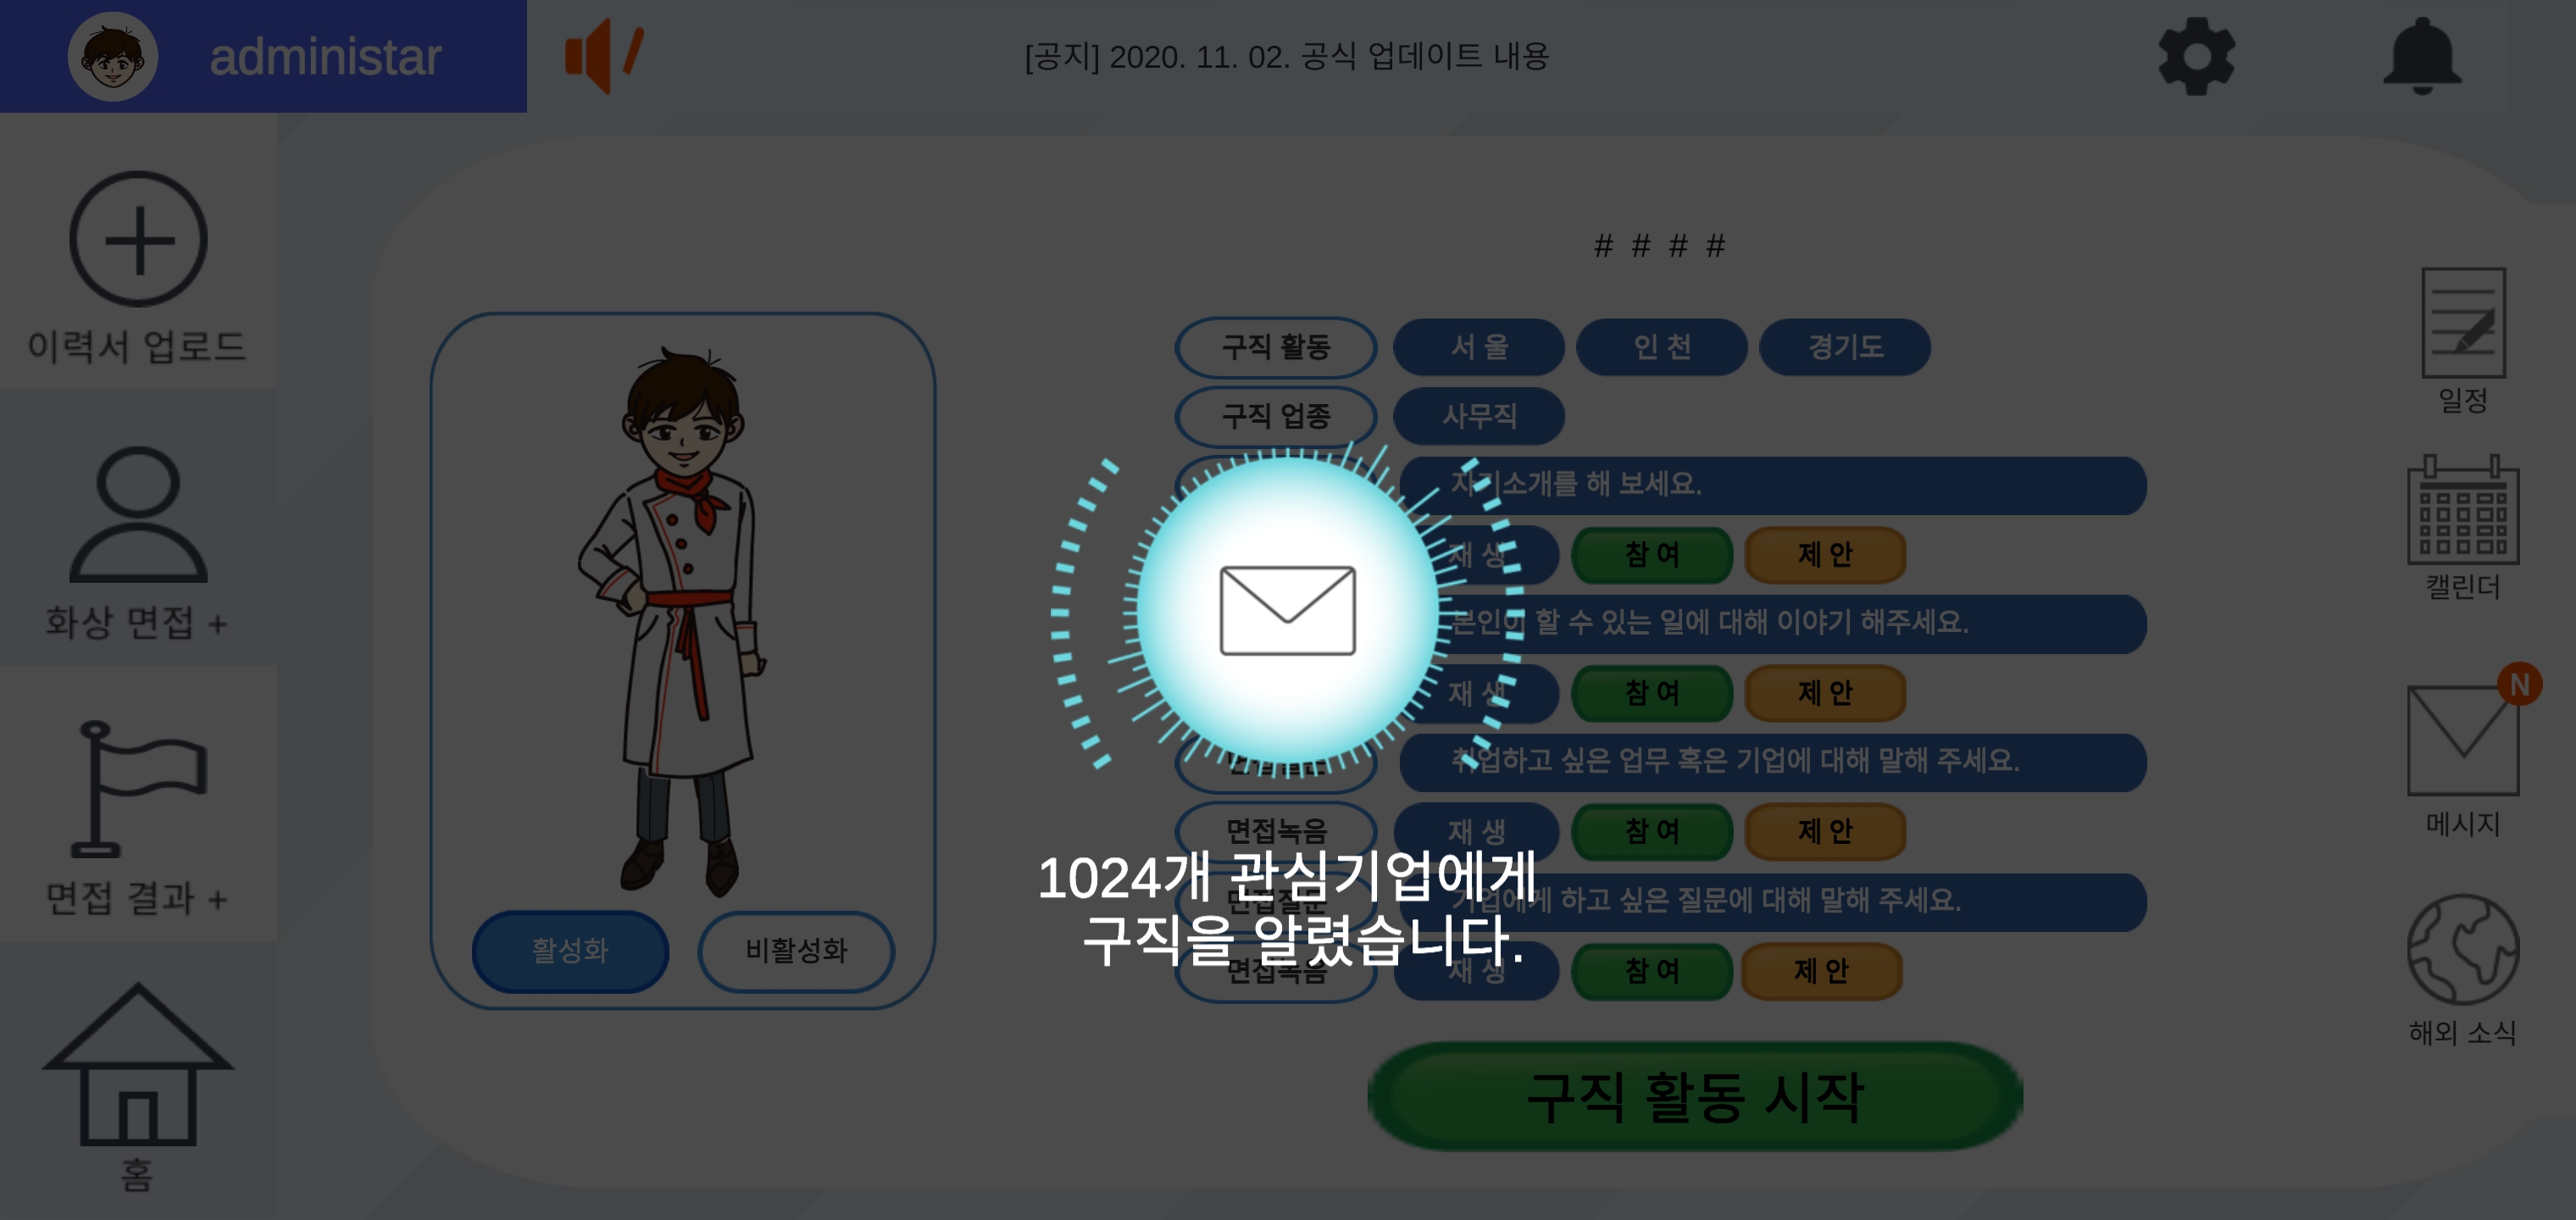 administar
[공지] 2020. 11. 02. 공식 업데이트 내용
이력서 업로드
화상 면접 +
면접 결과 +
홈
활성화
비활성화
# # # #
구직 활동 서 울 인 천 경기도
구직 업종 사무직
자기소개를 해 보세요.
재 생 참 여 제 안
본인이 할 수 있는 일에 대해 이야기 해주세요.
재 생 참 여 제 안
취업하고 싶은 업무 혹은 기업에 대해 말해 주세요.
면접녹음 재 생 참 여 제 안
1024개 관심기업에게
면접질문 기업에게 하고 싶은 질문에 대해 말해 주세요.
구직을 알렸습니다.
면접녹음 재 생 참 여 제 안
구직 활동 시작
일정
캘린더
N
메시지
해외 소식